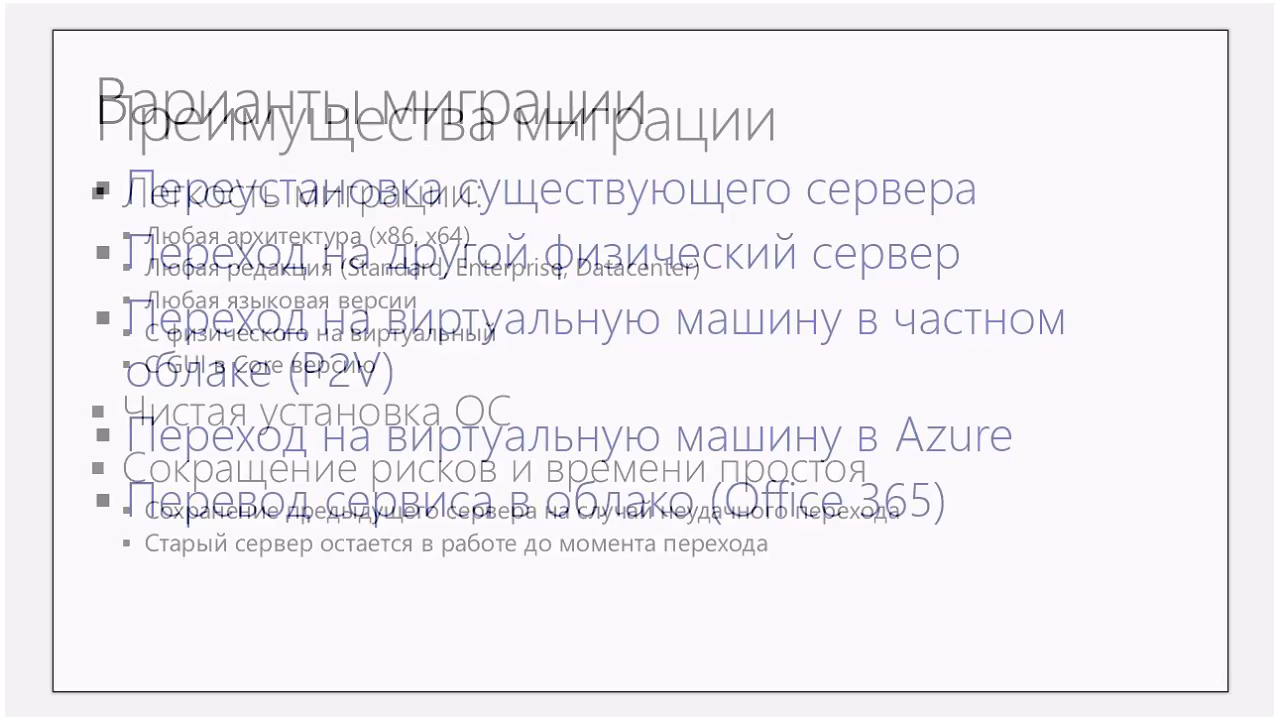 Варианты миграции
Преимущества миграции
Переустановка существующего сервера
Легкость миграции:
Любая архитектура (x86, x64)
Переход на другой физический сервер
Любая редакция (Standard, Enterprise, Datacenter)
Любая языковая версии
Переход на виртуальную машину в частном
С физического на виртуальный
С GUI в Core версию
облаке (P2V)
Чистая установка ОС
Переход на виртуальную машину в Azure
Сокращение рисков и времени простоя
Перевод сервиса в облако (Office 365)
Сохранение предыдущего сервера на случай неудачного перехода
Старый сервер остается в работе до момента перехода